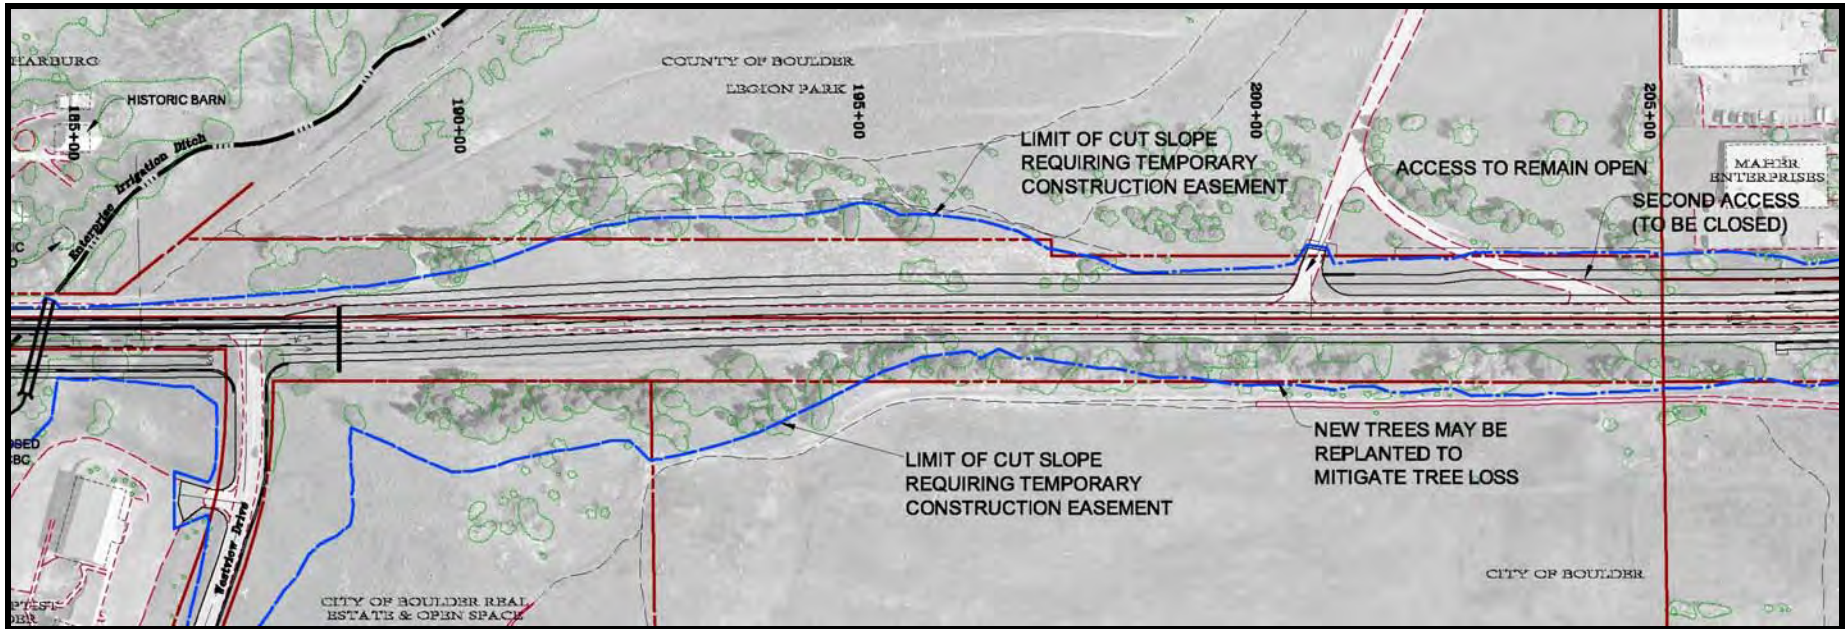 HARBURG
HISTORIC BARN
185+00
Enterprise Irrigation Ditch
190+00
COUNTY OF BOULDER
LEGION PARK
195+00
LIMIT OF CUT SLOPE
REQUIRING TEMPORARY
CONSTRUCTION EASEMENT
200+00
ACCESS TO REMAIN OPEN
205+00
MAHER
ENTERPRISES
SECOND ACCESS
(TO BE CLOSED)
LIMIT OF CUT SLOPE
REQUIRING TEMPORARY
CONSTRUCTION EASEMENT
NEW TREES MAY BE
REPLANTED TO
MITIGATE TREE LOSS
Westview Drive
CITY OF BOULDER REAL
ESTATE & OPEN SPACE
CITY OF BOULDER